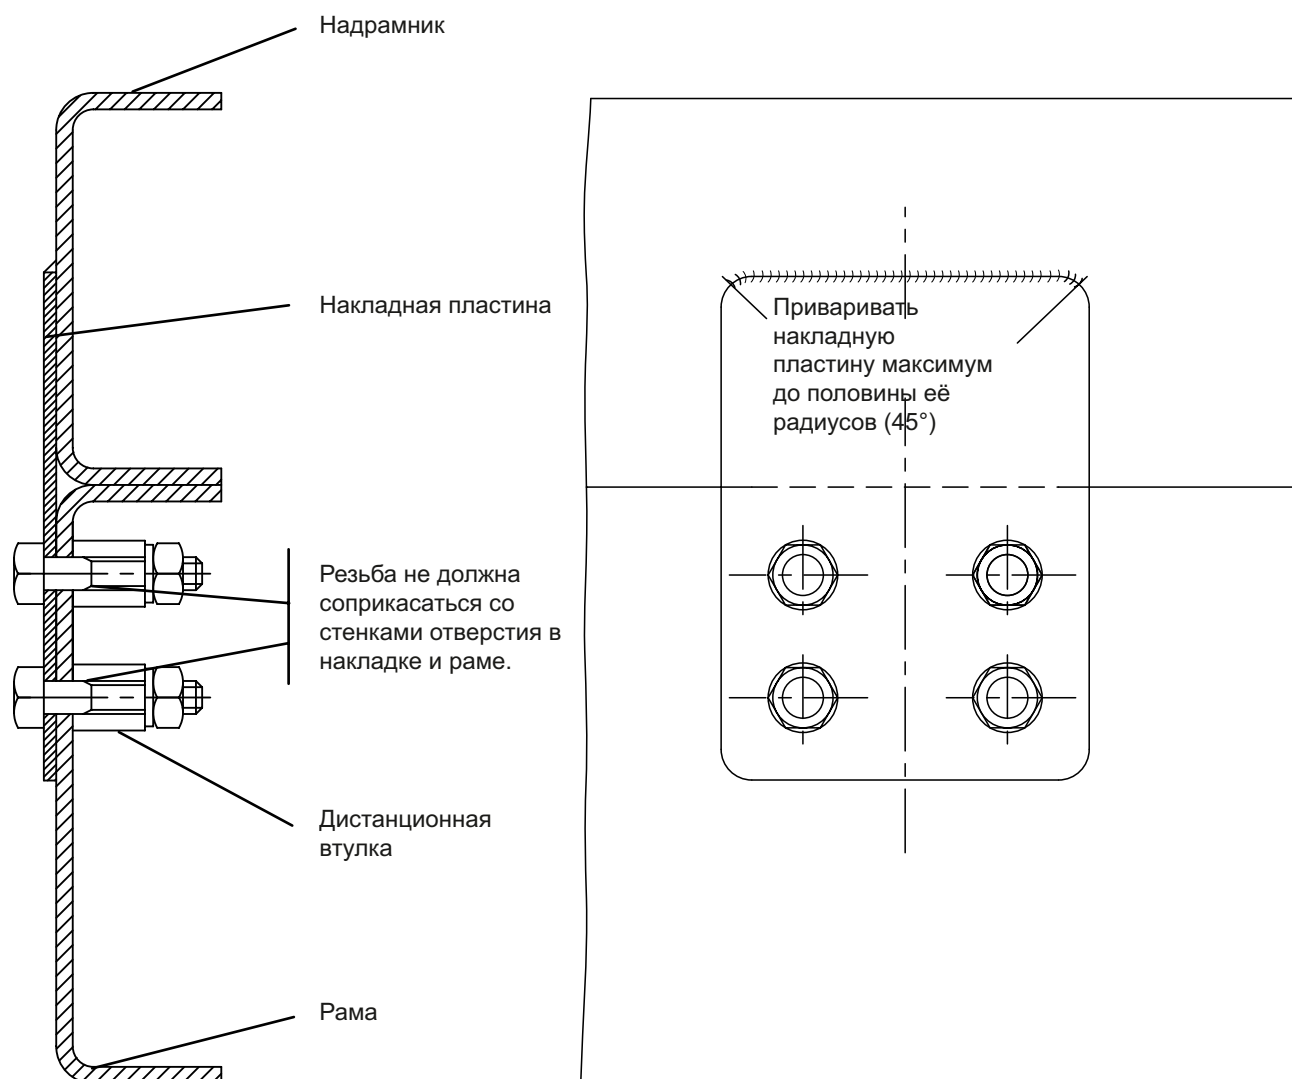 Надрамник
Накладная пластина
Приваривать
накладную
пластину максимум
до половины её
радиусов (45°)
Резьба не должна
соприкасаться со
стенками отверстия в
накладке и раме.
Дистанционная
втулка
Рама